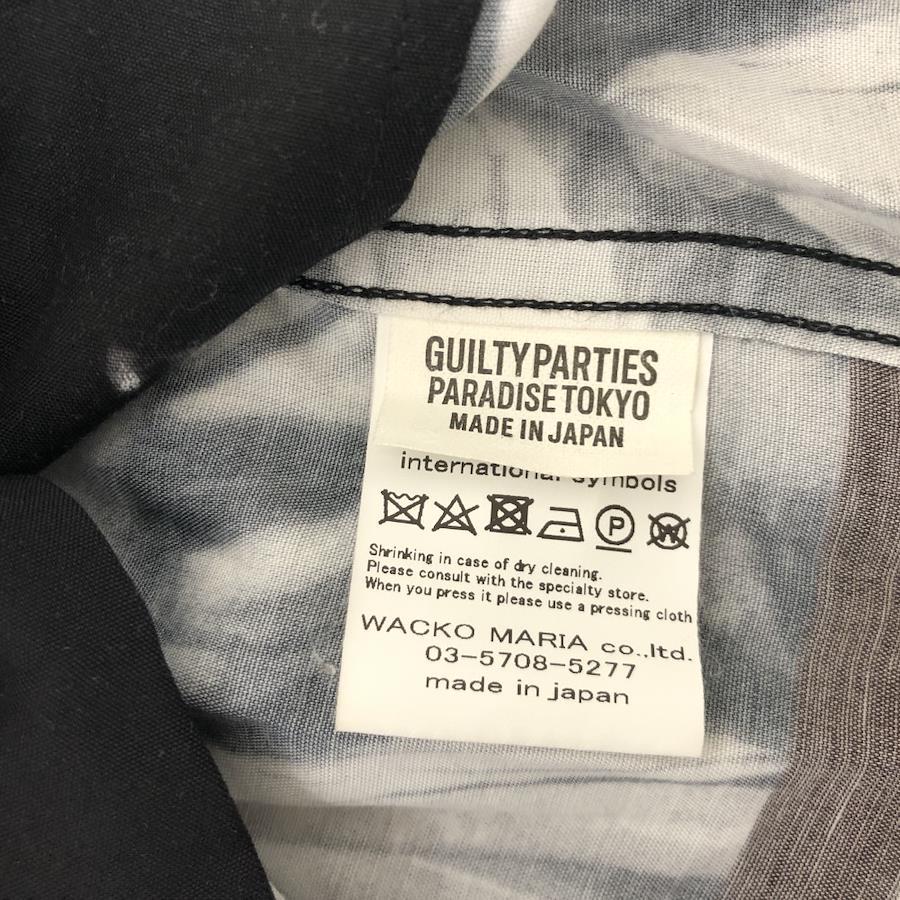 GUILTY PARTIES
PARADISE TOKYO
MADE IN JAPAN
international symbols
P
W
Shrinking in case of dry cleaning.
Please consult with the specialty store.
When you press it please use a pressing cloth
WACKO MARIA co.,ltd.
03-5708-5277
made in japan